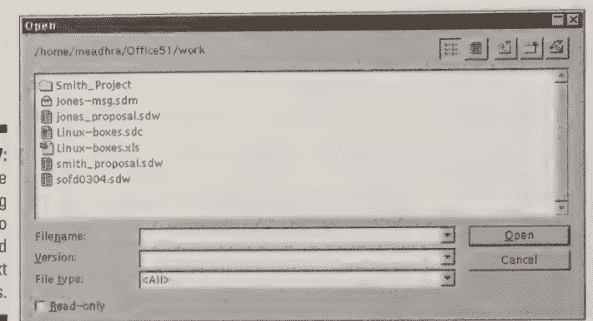 Open
/home/meadhra/Office51/work
Smith_Project
Jones-msg.sdm
jones_proposal.sdw
Linux-boxes.sdc
Linux-boxes.xls
smith_proposal.sdw
sofd0304.sdw
Filename:
Open
Version:
Cancel
File type:
<All>
Read-only